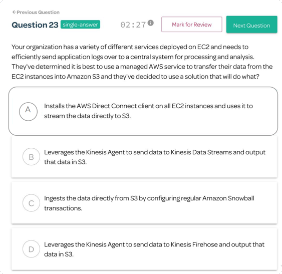 < Previous Question
Question 23 single-answer 02:27 Mark for Review Next Question
Your organization has a variety of different services deployed on EC2 and needs to
efficiently send application logs over to a central system for processing and analysis.
They've determined it is best to use a managed AWS service to transfer their data from the
EC2 instances into Amazon S3 and they've decided to use a solution that will do what?
A
Installs the AWS Direct Connect client on all EC2 instances and uses it to
stream the data directly to S3.
B
Leverages the Kinesis Agent to send data to Kinesis Data Streams and output
that data in S3.
C
Ingests the data directly from S3 by configuring regular Amazon Snowball
transactions.
D
Leverages the Kinesis Agent to send data to Kinesis Firehose and output that
data in S3.